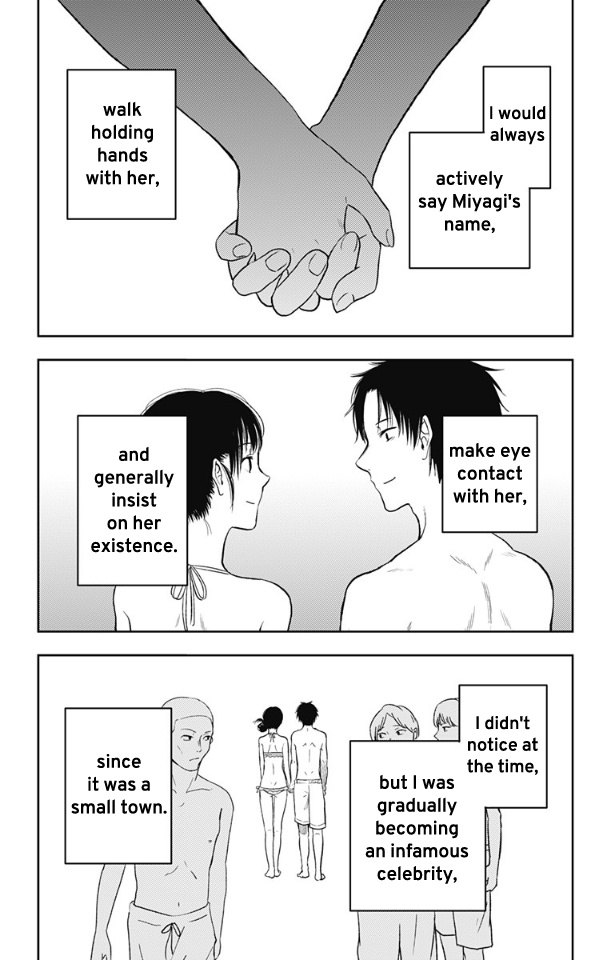 I would
always
actively
say Miyagi's
name,
walk
holding
hands
with her,
make eye
contact
with her,
and
generally
insist
on her
existence.
I didn't
notice at
the time,
but I was
gradually
becoming
an infamous
celebrity,
since
it was a
small town.